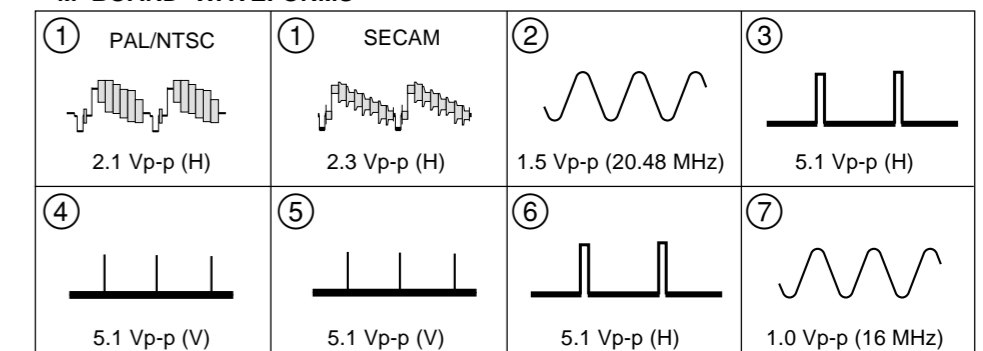 ① PAL/NTSC
2.1 Vp-p (H)
① SECAM
2.3 Vp-p (H)
②
1.5 Vp-p (20.48 MHz)
③
5.1 Vp-p (H)
④
5.1 Vp-p (V)
⑤
5.1 Vp-p (V)
⑥
5.1 Vp-p (H)
⑦
1.0 Vp-p (16 MHz)